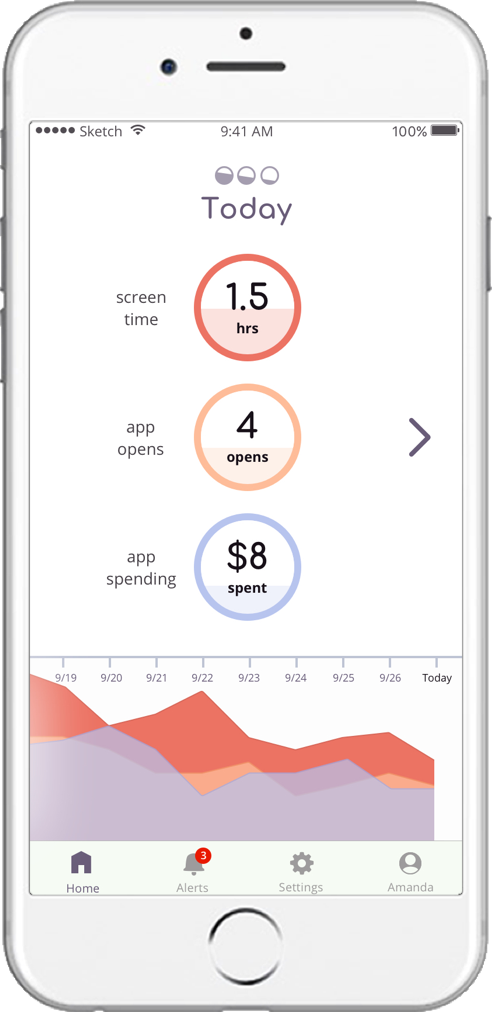 Sketch 9:41 AM 100%
Today
screen
time
1.5
hrs
app
opens
4
opens
app
spending
$8
spent
9/19 9/20 9/21 9/22 9/23 9/24 9/25 9/26 Today
3
Home Alerts Settings Amanda